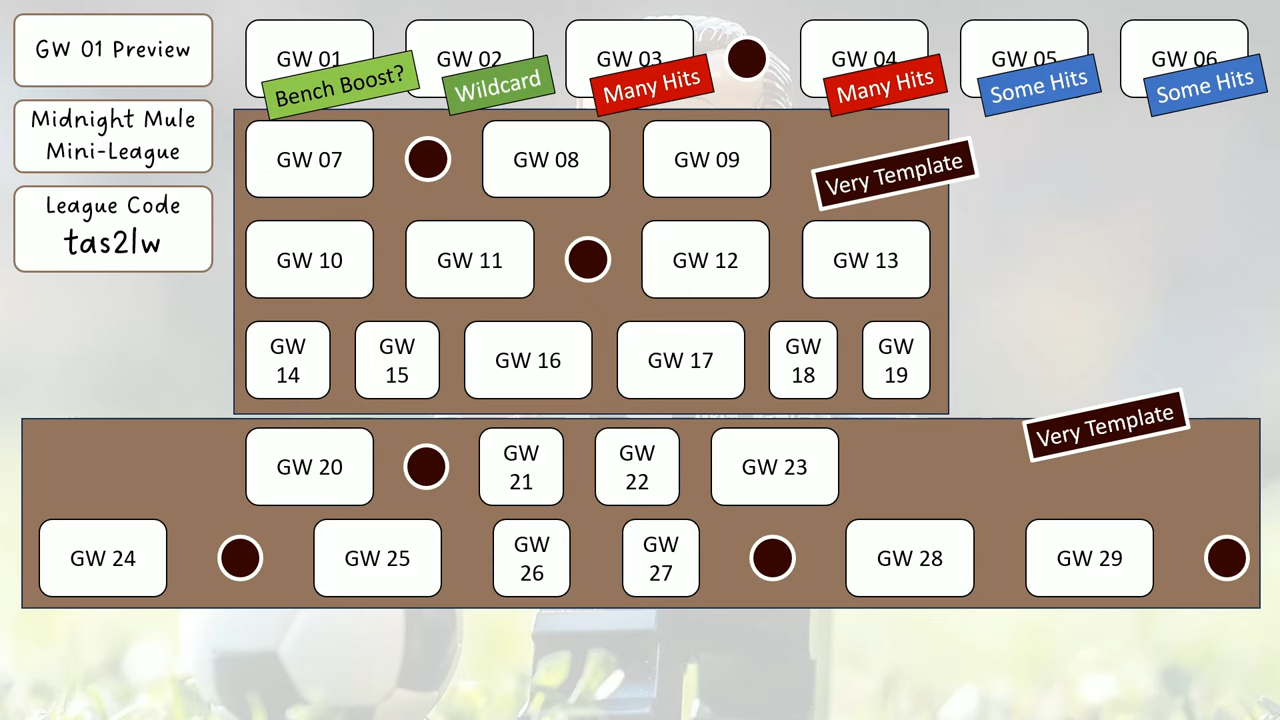 GW 01 Preview
Midnight Mule
Mini-League
League Code
tas2lw
GW 01
Bench Boost?
GW 02
Wildcard
GW 03
Many Hits
GW 04
Many Hits
GW 05
Some Hits
GW 06
Some Hits
GW 07
GW 08
GW 09
Very Template
GW 10
GW 11
GW 12
GW 13
GW
14
GW
15
GW 16
GW 17
GW
18
GW
19
Very Template
GW 20
GW
21
GW
22
GW 23
GW 24
GW 25
GW
26
GW
27
GW 28
GW 29